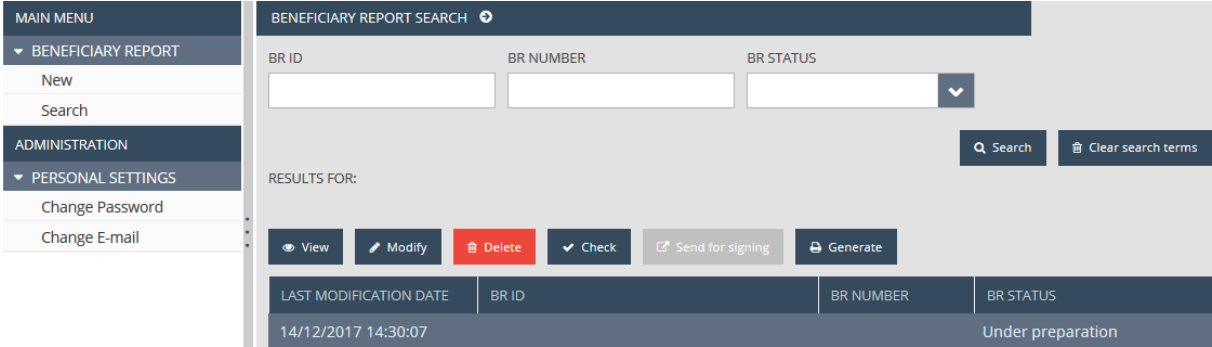 MAIN MENU
BENEFICIARY REPORT
New
Search
ADMINISTRATION
PERSONAL SETTINGS
Change Password
Change E-mail
BENEFICIARY REPORT SEARCH
BR ID BR NUMBER BR STATUS
Search Clear search terms
RESULTS FOR:
View Modify Delete Check Send for signing Generate
LAST MODIFICATION DATE BR ID BR NUMBER BR STATUS
14/12/2017 14:30:07 Under preparation